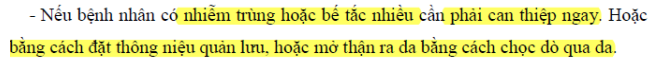 - Nếu bệnh nhân có nhiễm trùng hoặc bế tắc nhiều cần phải can thiệp ngay. Hoặc
bằng cách đặt thông niệu quản lưu, hoặc mở thận ra da bằng cách chọc dò qua da.